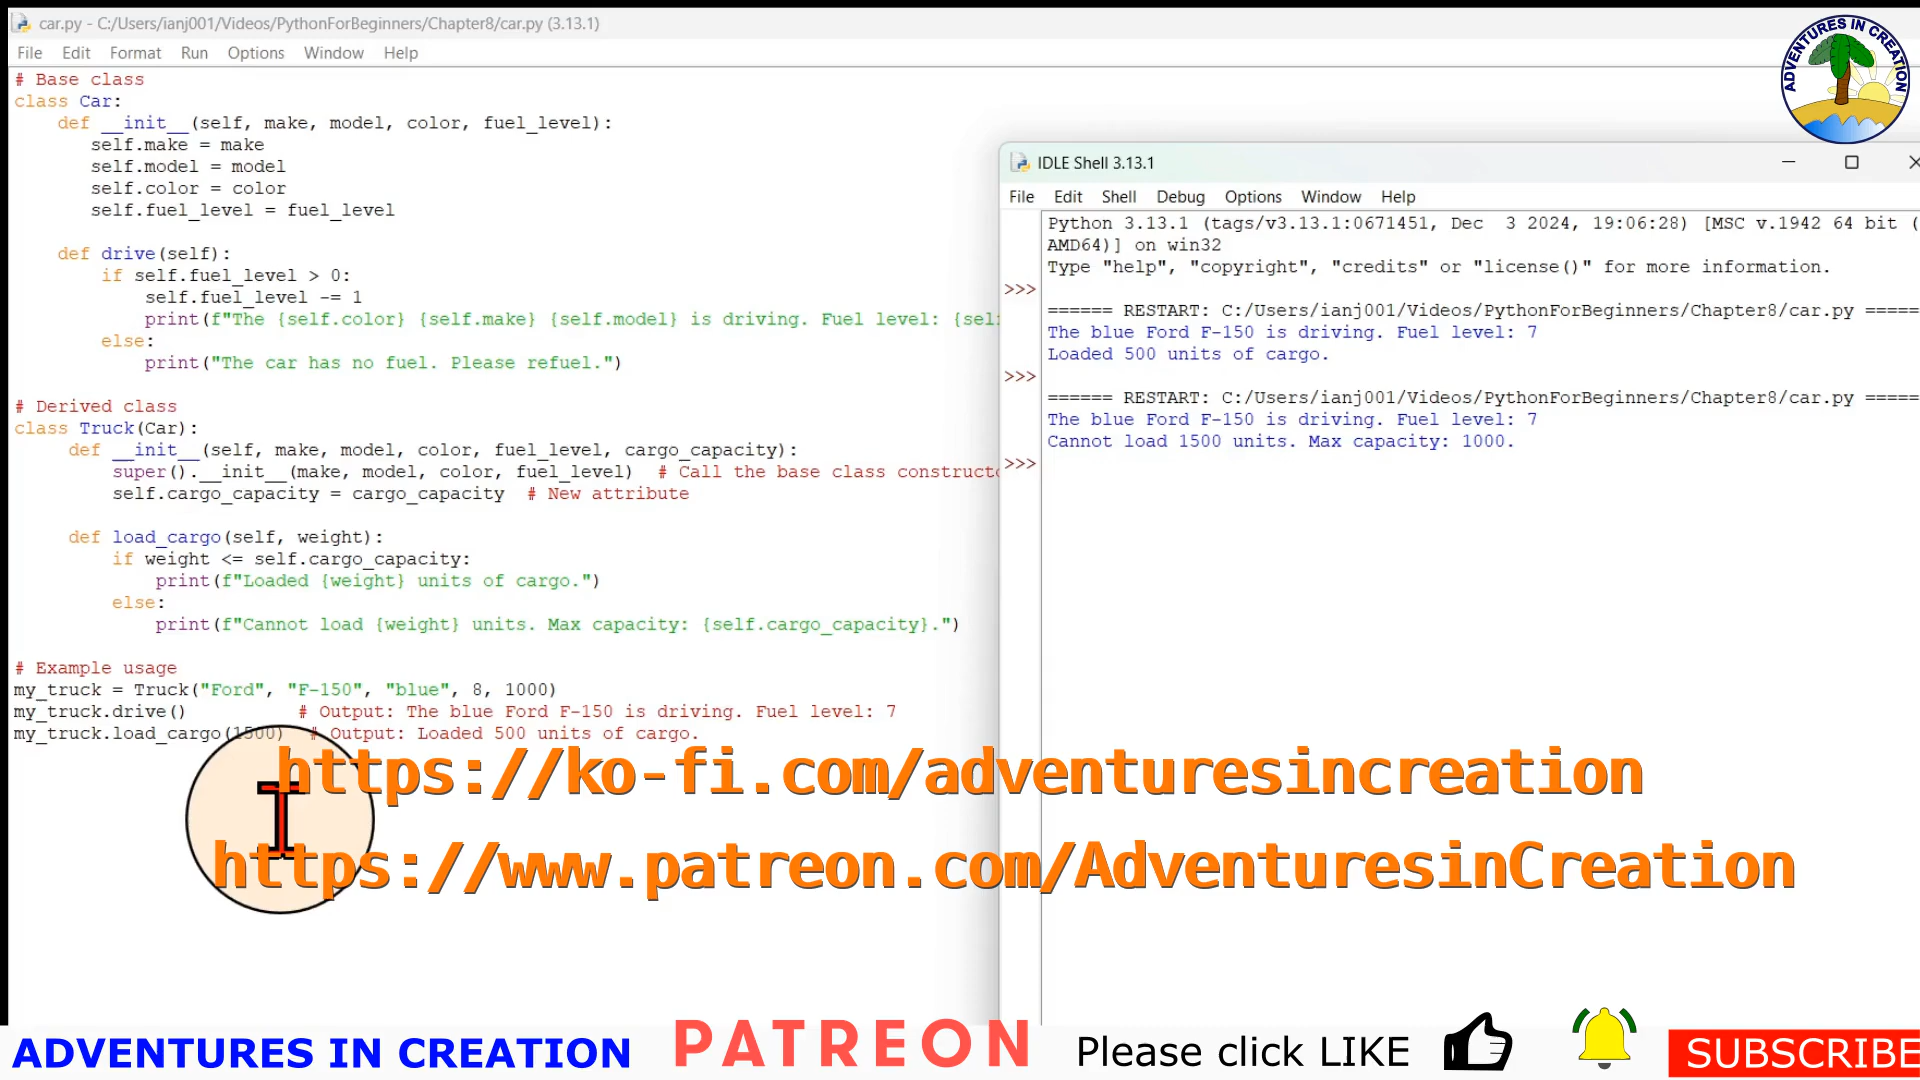 car.py - C:/Users/ianj001/Videos/PythonForBeginners/Chapter8/car.py (3.13.1)
File Edit Format Run Options Window Help
# Base class
class Car:
    def __init__(self, make, model, color, fuel_level):
       self.make = make
       self.model = model
       self.color = color
       self.fuel_level = fuel_level
    def drive(self):
        if self.fuel_level > 0:
            self.fuel_level -= 1
            print(f"The {self.color} {self.make} {self.model} is driving. Fuel level: {sel
        else:
            print("The car has no fuel. Please refuel.")
# Derived class
class Truck(Car):
     def __init__(self, make, model, color, fuel_level, cargo_capacity):
         super().__init__(make, model, color, fuel_level)  # Call the base class constructo
         self.cargo_capacity = cargo_capacity  # New attribute
     def load_cargo(self, weight):
         if weight <= self.cargo_capacity:
             print(f"Loaded {weight} units of cargo.")
         else:
             print(f"Cannot load {weight} units. Max capacity: {self.cargo_capacity}.")
# Example usage
my_truck = Truck("Ford", "F-150", "blue", 8, 1000)
my_truck.drive()          # Output: The blue Ford F-150 is driving. Fuel level: 7
my_truck.load_cargo(1500)  # Output: Loaded 500 units of cargo.
ADVENTURES IN CREATION
IDLE Shell 3.13.1
File Edit Shell Debug Options Window Help
Python 3.13.1 (tags/v3.13.1:0671451, Dec  3 2024, 19:06:28) [MSC v.1942 64 bit (
AMD64)] on win32
Type "help", "copyright", "credits" or "license()" for more information.
>>>
====== RESTART: C:/Users/ianj001/Videos/PythonForBeginners/Chapter8/car.py =====
The blue Ford F-150 is driving. Fuel level: 7
Loaded 500 units of cargo.
>>>
====== RESTART: C:/Users/ianj001/Videos/PythonForBeginners/Chapter8/car.py =====
The blue Ford F-150 is driving. Fuel level: 7
Cannot load 1500 units. Max capacity: 1000.
>>>
https://ko-fi.com/adventuresincreation
https://www.patreon.com/AdventuresinCreation
ADVENTURES IN CREATION PATREON Please click LIKE SUBSCRIBE